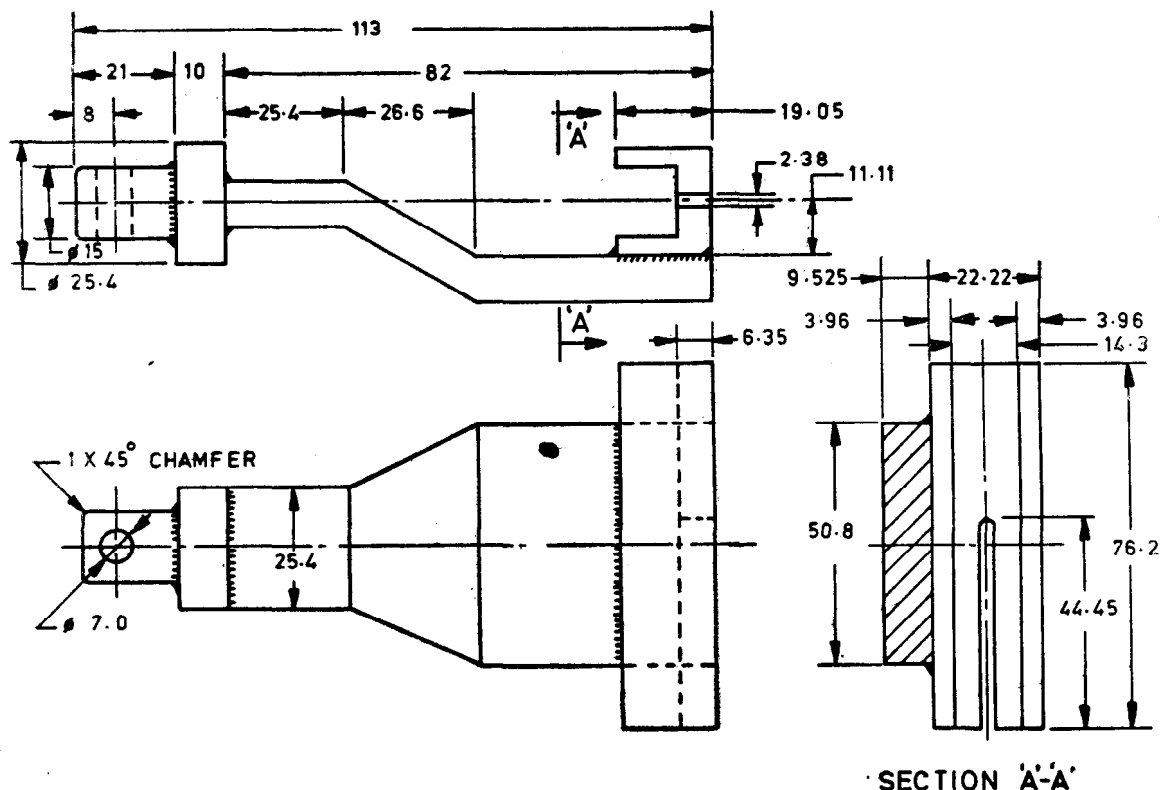 113
21 10 82
8 25.4 26.6 19.05
'A'
2.38
11.11
ø 15
ø 25.4
9.525 22.22
'A' 3.96 3.96
6.35 14.3
1 X 45° CHAMFER
50.8 25.4 76.2
44.45
ø 7.0
SECTION 'A'-'A'